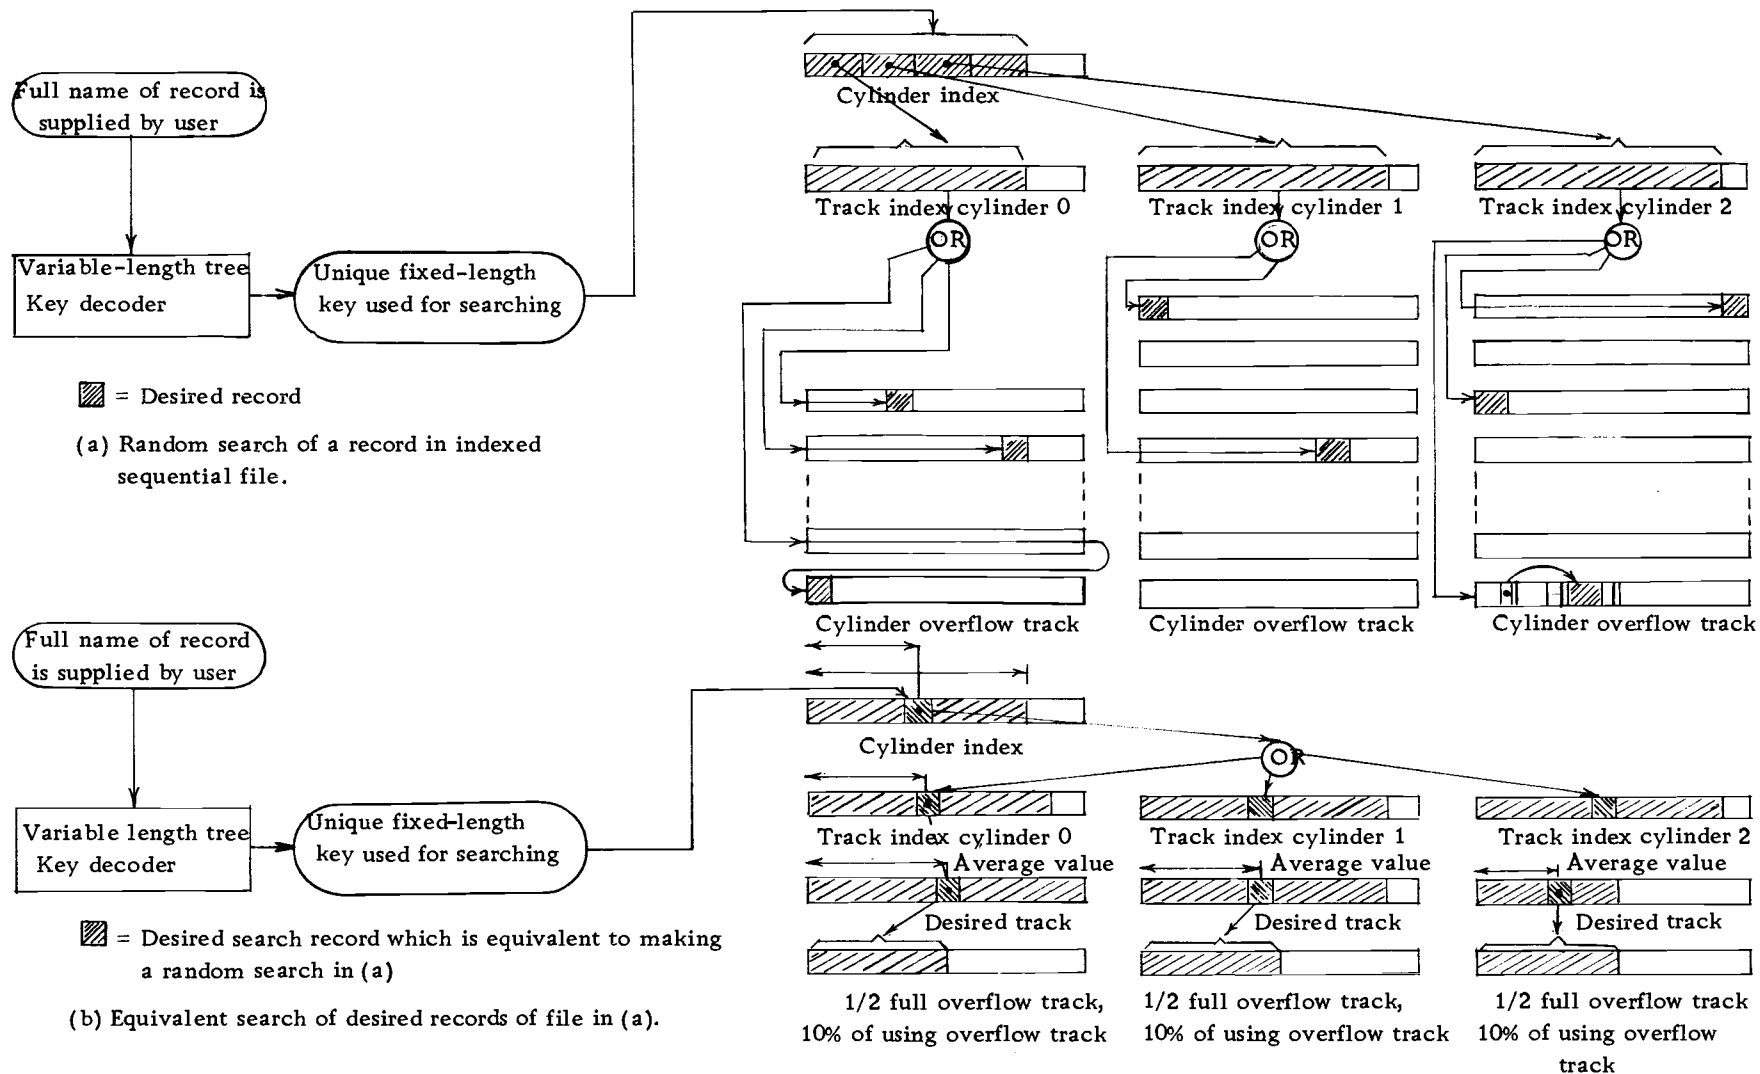 Full name of record is
supplied by user
Variable-length tree
Key decoder
Unique fixed-length
key used for searching
= Desired record
(a) Random search of a record in indexed
sequential file.
Cylinder index
Track index cylinder 0
Track index cylinder 1
Track index cylinder 2
OR
OR
OR
Cylinder overflow track
Cylinder overflow track
Cylinder overflow track
Full name of record
is supplied by user
Variable length tree
Key decoder
Unique fixed-length
key used for searching
= Desired search record which is equivalent to making
a random search in (a)
(b) Equivalent search of desired records of file in (a).
Cylinder index
OR
Track index cylinder 0
Track index cylinder 1
Track index cylinder 2
Average value
Average value
Average value
Desired track
Desired track
Desired track
1/2 full overflow track,
10% of using overflow track
1/2 full overflow track,
10% of using overflow track
1/2 full overflow track
10% of using overflow
track